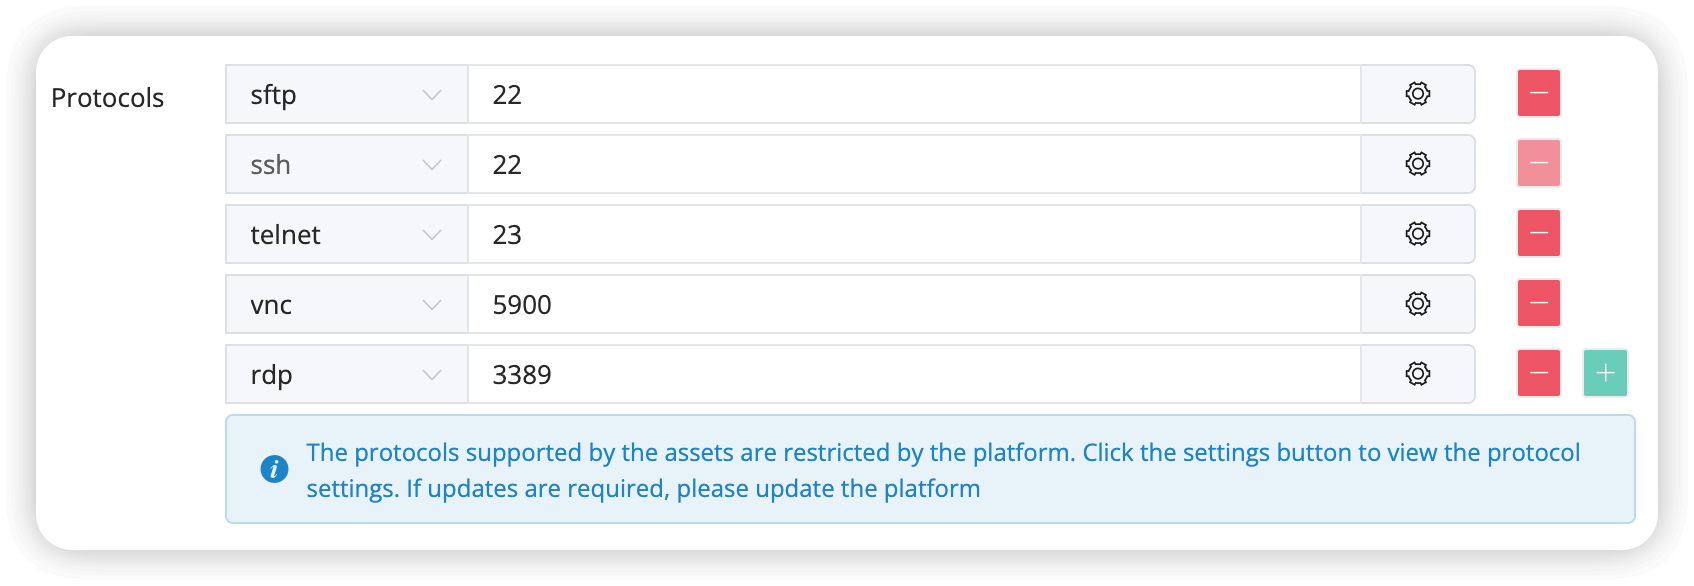 Protocols
sftp 22
ssh 22
telnet 23
vnc 5900
rdp 3389
The protocols supported by the assets are restricted by the platform. Click the settings button to view the protocol
settings. If updates are required, please update the platform